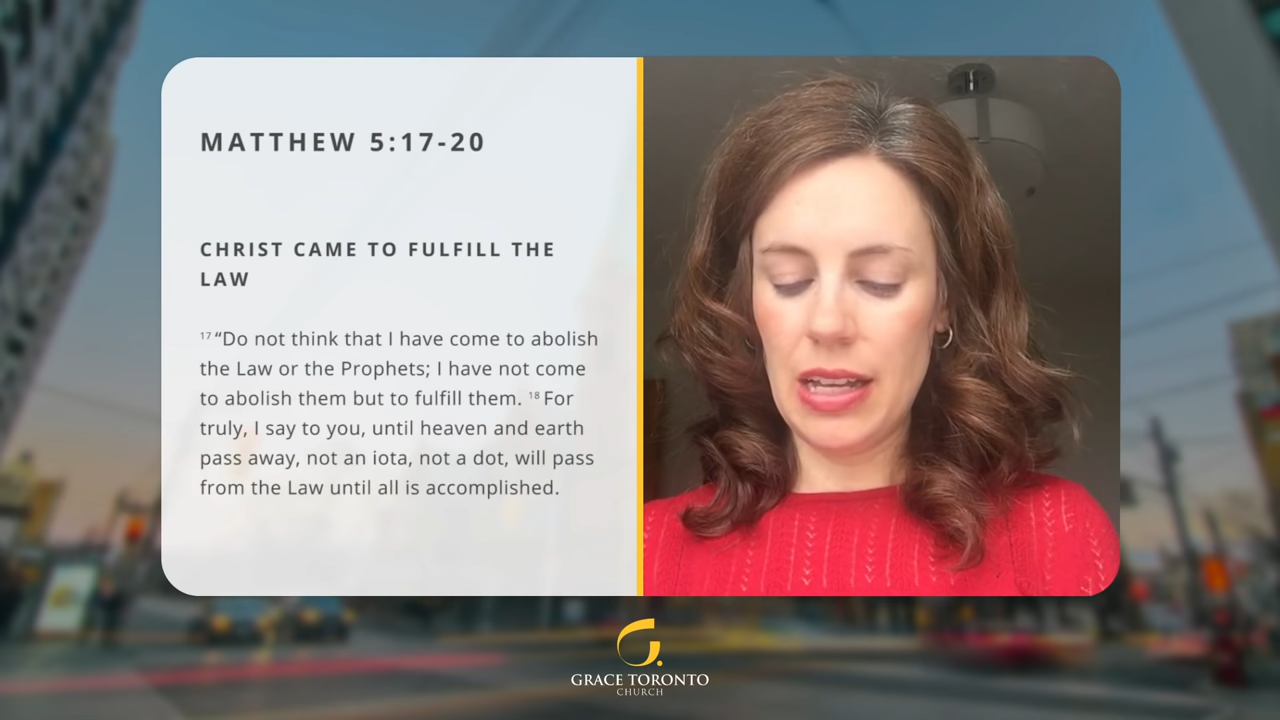 MATTHEW 5:17-20
CHRIST CAME TO FULFILL THE
LAW
17 “Do not think that I have come to abolish
the Law or the Prophets; I have not come
to abolish them but to fulfill them. 18 For
truly, I say to you, until heaven and earth
pass away, not an iota, not a dot, will pass
from the Law until all is accomplished.
GRACE TORONTO
CHURCH